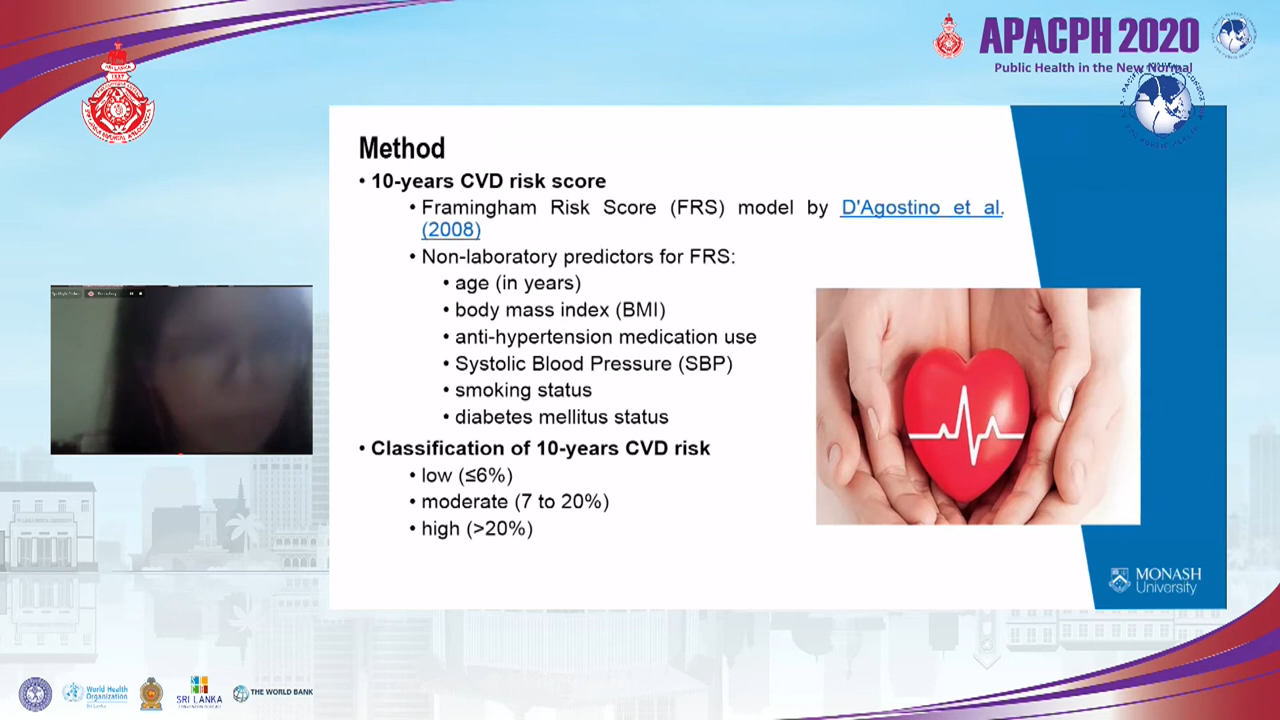 APACPH 2020
Public Health in the New Normal
Method
• 10-years CVD risk score
• Framingham Risk Score (FRS) model by D'Agostino et al.
(2008)
• Non-laboratory predictors for FRS:
• age (in years)
• body mass index (BMI)
• anti-hypertension medication use
• Systolic Blood Pressure (SBP)
• smoking status
• diabetes mellitus status
• Classification of 10-years CVD risk
• low (≤6%)
• moderate (7 to 20%)
• high (>20%)
MONASH
University
World Health
Organization
Sri Lanka
SRI LANKA
THE WORLD BANK